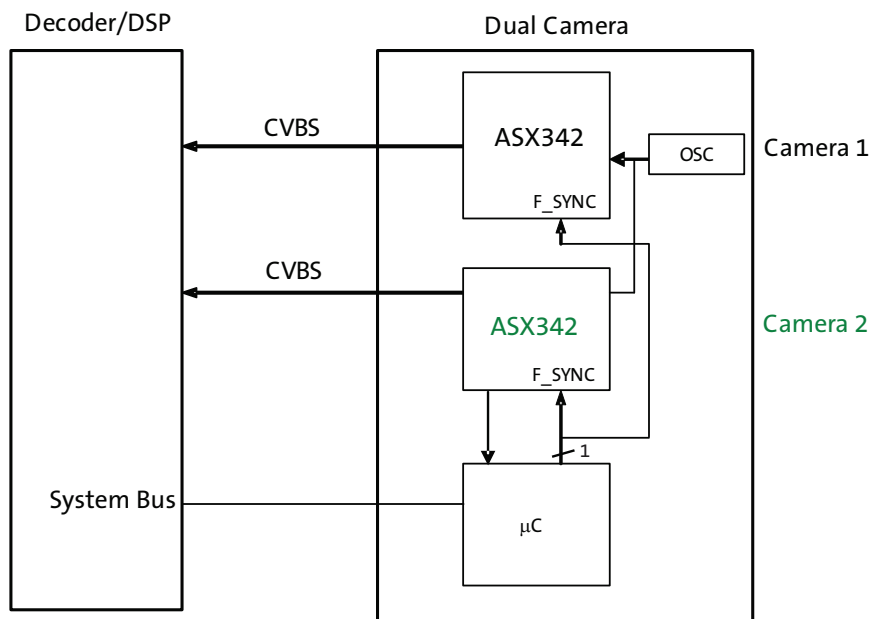 Decoder/DSP
Dual Camera
CVBS
ASX342
OSC
Camera 1
F_SYNC
CVBS
ASX342
Camera 2
F_SYNC
1
System Bus
μC